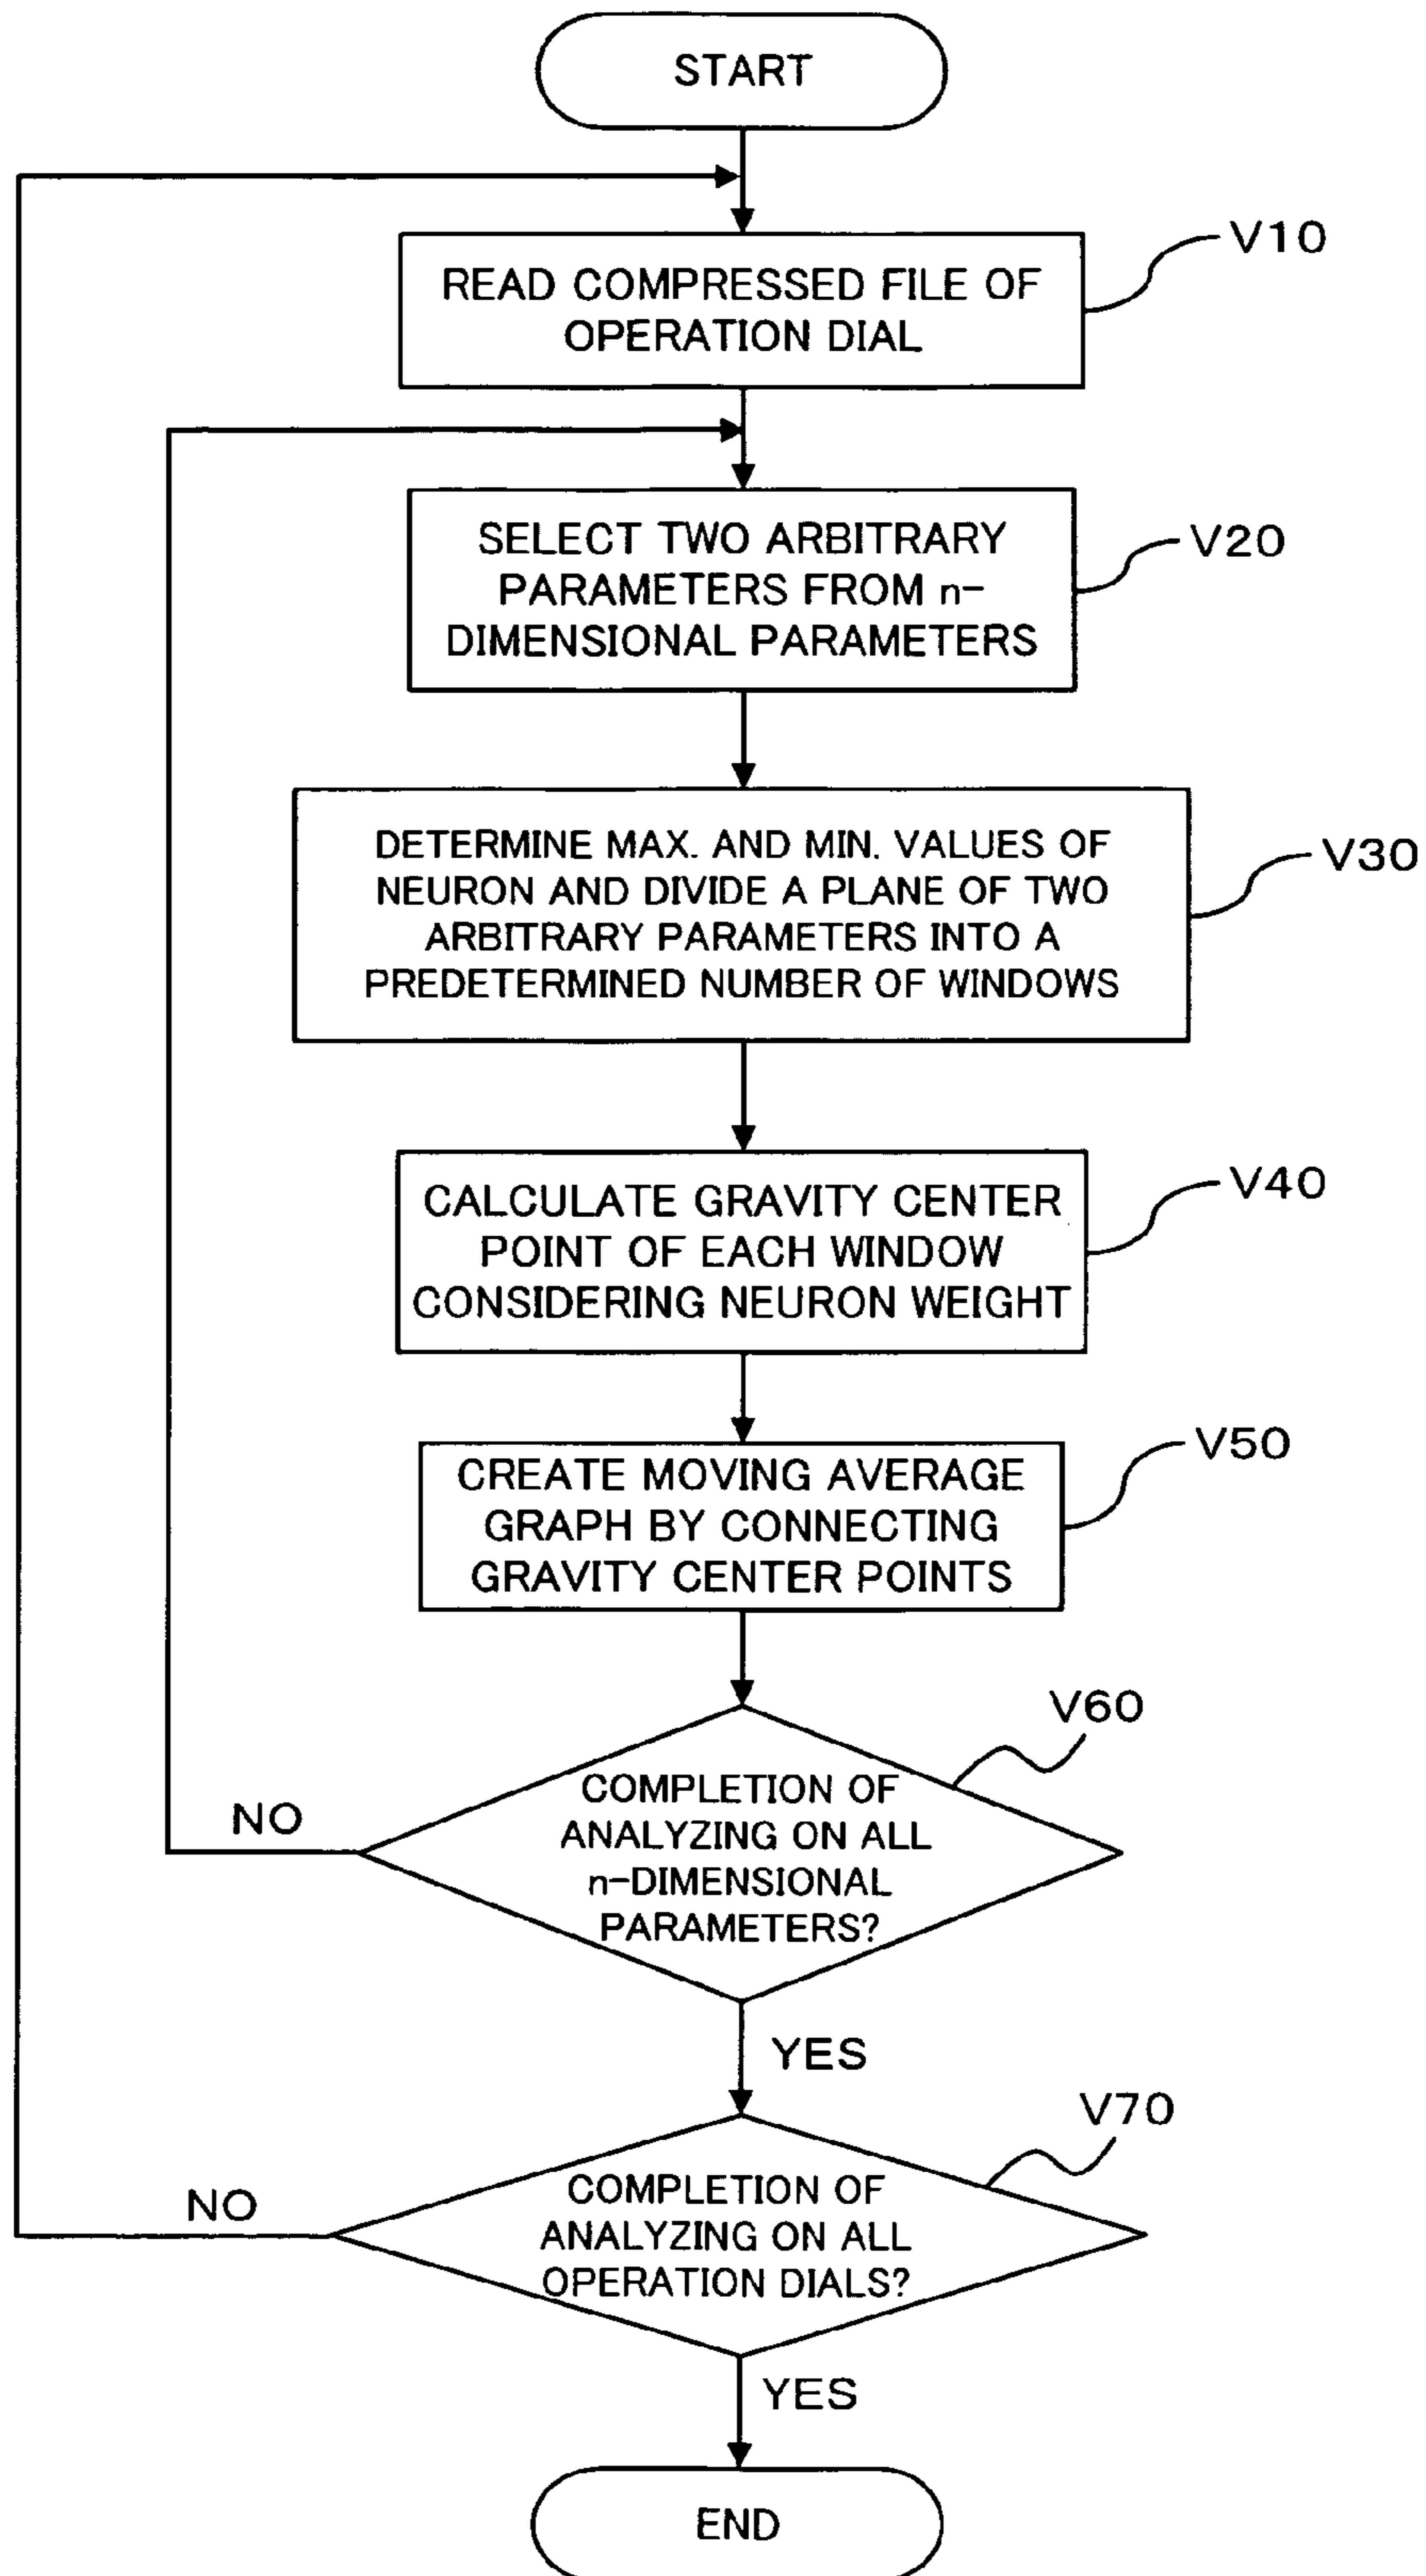 START
V10
READ COMPRESSED FILE OF
OPERATION DIAL
V20
SELECT TWO ARBITRARY
PARAMETERS FROM n-
DIMENSIONAL PARAMETERS
V30
DETERMINE MAX. AND MIN. VALUES OF
NEURON AND DIVIDE A PLANE OF TWO
ARBITRARY PARAMETERS INTO A
PREDETERMINED NUMBER OF WINDOWS
V40
CALCULATE GRAVITY CENTER
POINT OF EACH WINDOW
CONSIDERING NEURON WEIGHT
V50
CREATE MOVING AVERAGE
GRAPH BY CONNECTING
GRAVITY CENTER POINTS
V60
COMPLETION OF
ANALYZING ON ALL
n-DIMENSIONAL
PARAMETERS?
NO
YES
V70
COMPLETION OF
ANALYZING ON ALL
OPERATION DIALS?
NO
YES
END